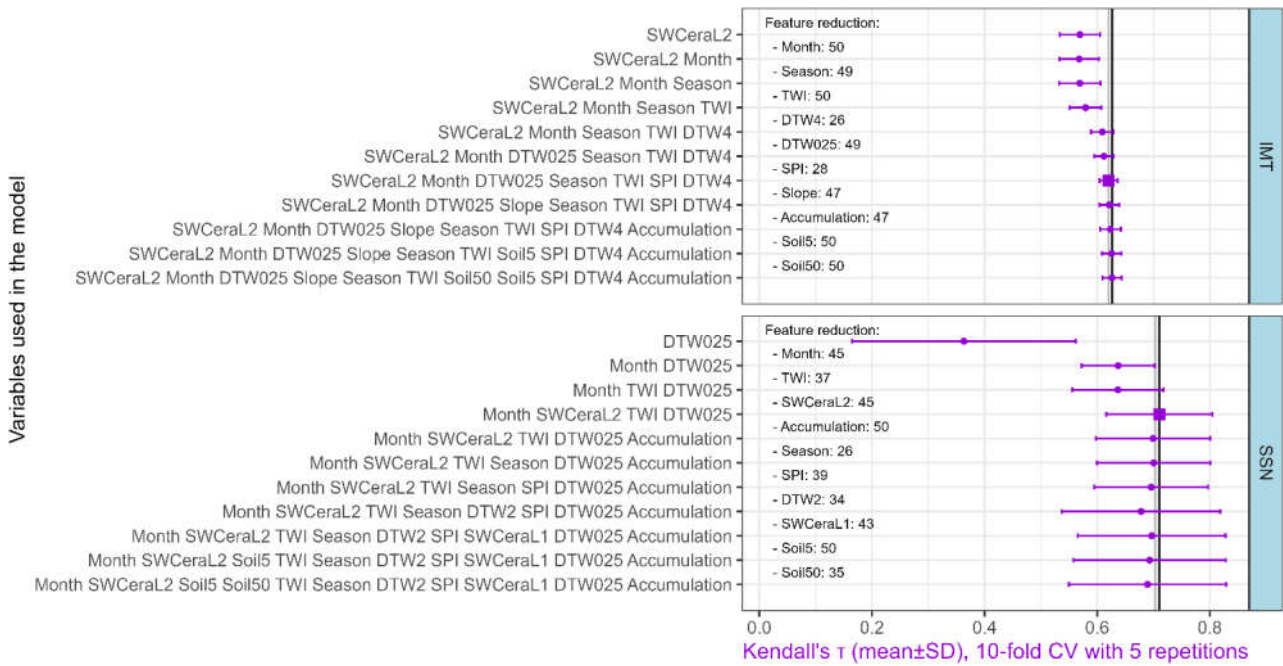 Variables used in the model
SWCeraL2
SWCeraL2 Month
SWCeraL2 Month Season
SWCeraL2 Month Season TWI
SWCeraL2 Month Season TWI DTW4
SWCeraL2 Month DTW025 Season TWI DTW4
SWCeraL2 Month DTW025 Season TWI SPI DTW4
SWCeraL2 Month DTW025 Slope Season TWI SPI DTW4
SWCeraL2 Month DTW025 Slope Season TWI SPI DTW4 Accumulation
SWCeraL2 Month DTW025 Slope Season TWI Soil5 SPI DTW4 Accumulation
SWCeraL2 Month DTW025 Slope Season TWI Soil50 Soil5 SPI DTW4 Accumulation
Feature reduction:
- Month: 50
- Season: 49
- TWI: 50
- DTW4: 26
- DTW025: 49
- SPI: 28
- Slope: 47
- Accumulation: 47
- Soil5: 50
- Soil50: 50
IMT
DTW025
Month DTW025
Month TWI DTW025
Month SWCeraL2 TWI DTW025
Month SWCeraL2 TWI DTW025 Accumulation
Month SWCeraL2 TWI Season DTW025 Accumulation
Month SWCeraL2 TWI Season SPI DTW025 Accumulation
Month SWCeraL2 TWI Season DTW2 SPI DTW025 Accumulation
Month SWCeraL2 TWI Season DTW2 SPI SWCeraL1 DTW025 Accumulation
Month SWCeraL2 Soil5 TWI Season DTW2 SPI SWCeraL1 DTW025 Accumulation
Month SWCeraL2 Soil5 Soil50 TWI Season DTW2 SPI SWCeraL1 DTW025 Accumulation
Feature reduction:
- Month: 45
- TWI: 37
- SWCeraL2: 45
- Accumulation: 50
- Season: 26
- SPI: 39
- DTW2: 34
- SWCeraL1: 43
- Soil5: 50
- Soil50: 35
SSN
0.0 0.2 0.4 0.6 0.8
Kendall's τ (mean±SD), 10-fold CV with 5 repetitions